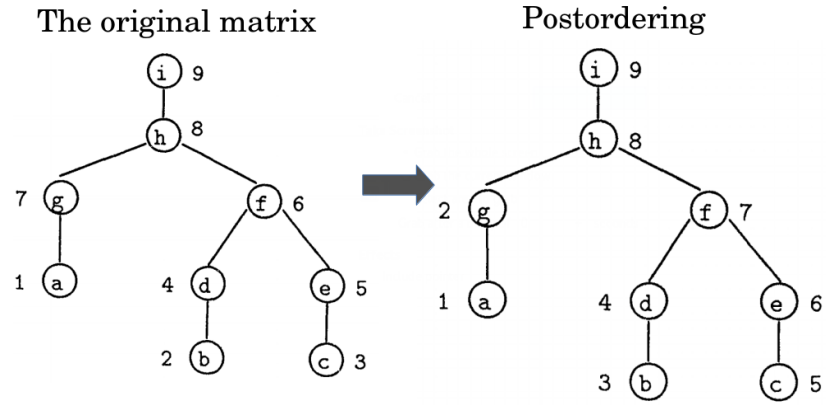 The original matrix
Postordering
i 9
h 8
7 g
f 6
1 a
4 d
e 5
2 b
c 3
i 9
h 8
2 g
f 7
1 a
4 d
e 6
3 b
c 5